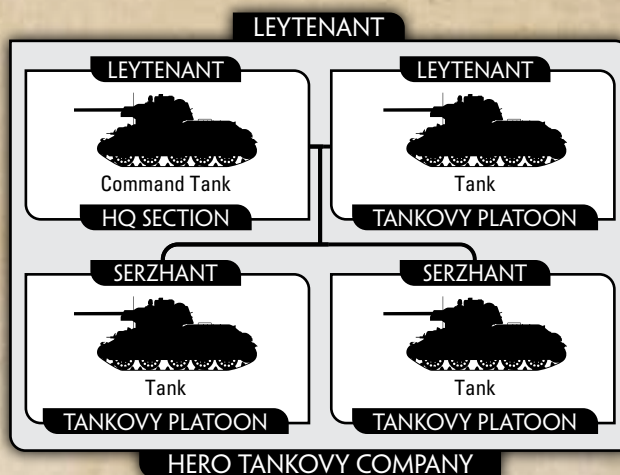 LEYTENANT
LEYTENANT
LEYTENANT
Command Tank
Tank
HQ SECTION
TANKOVY PLATOON
SERZHANT
SERZHANT
Tank
Tank
TANKOVY PLATOON
TANKOVY PLATOON
HERO TANKOVY COMPANY